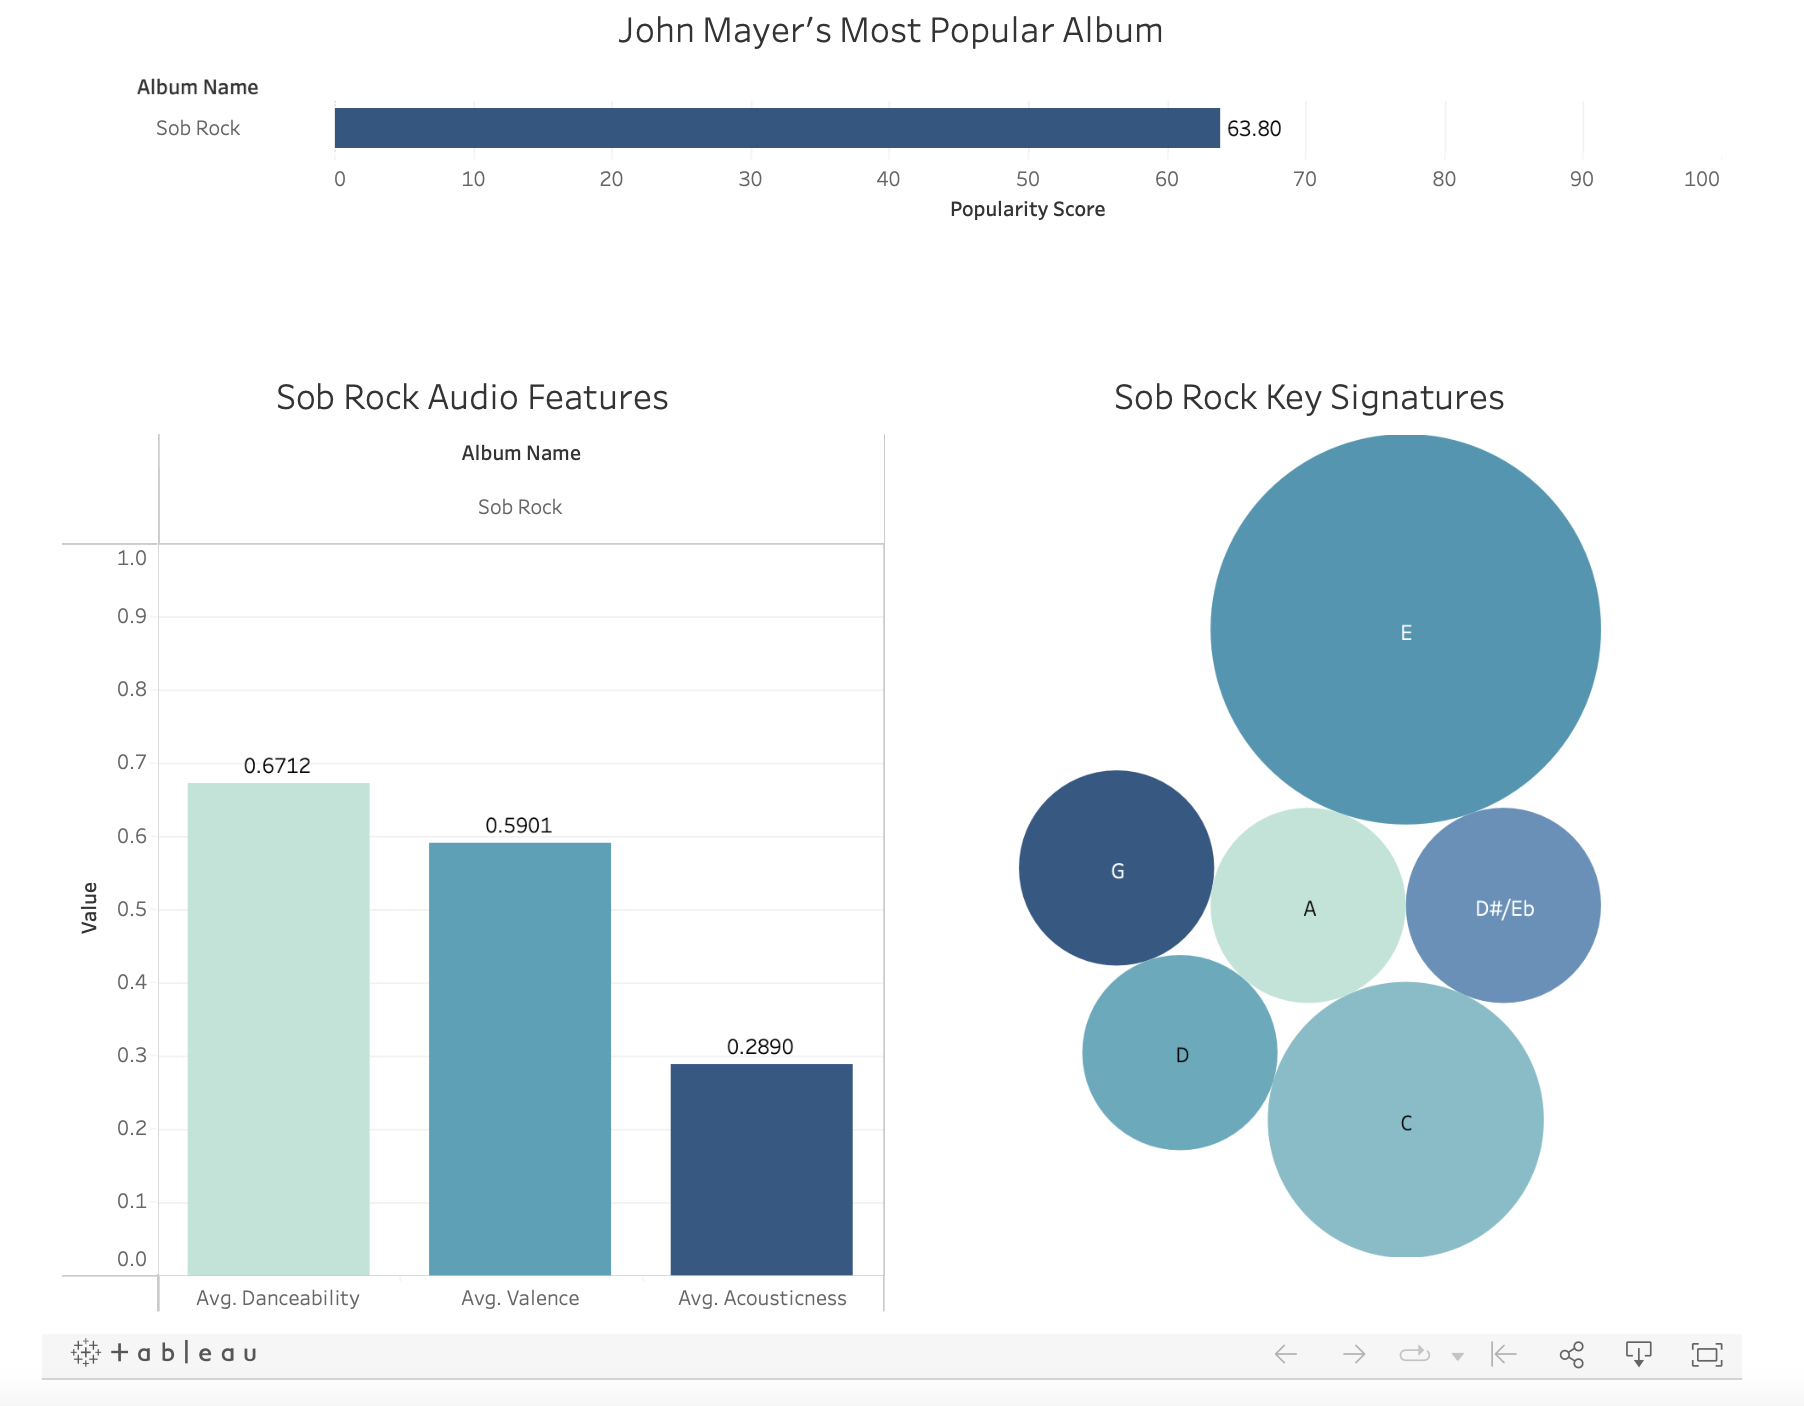 John Mayer's Most Popular Album
Album Name
Sob Rock
63.80
0 10 20 30 40 50 60 70 80 90 100
Popularity Score
Sob Rock Audio Features
Album Name
Sob Rock
Value
1.0
0.9
0.8
0.7
0.6
0.5
0.4
0.3
0.2
0.1
0.0
0.6712
0.5901
0.2890
Avg. Danceability Avg. Valence Avg. Acousticness
Sob Rock Key Signatures
E
G
A
D#/Eb
D
C
+ableau